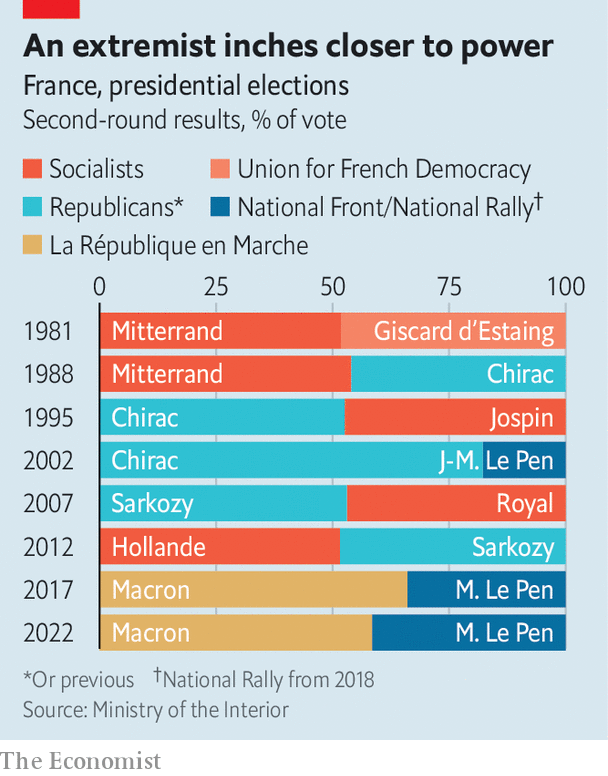 An extremist inches closer to power
France, presidential elections
Second-round results, % of vote
Socialists Union for French Democracy
Republicans* National Front/National Rally†
La République en Marche
0 25 50 75 100
1981 Mitterrand Giscard d’Estaing
1988 Mitterrand Chirac
1995 Chirac Jospin
2002 Chirac J-M. Le Pen
2007 Sarkozy Royal
2012 Hollande Sarkozy
2017 Macron M. Le Pen
2022 Macron M. Le Pen
*Or previous †National Rally from 2018
Source: Ministry of the Interior
The Economist